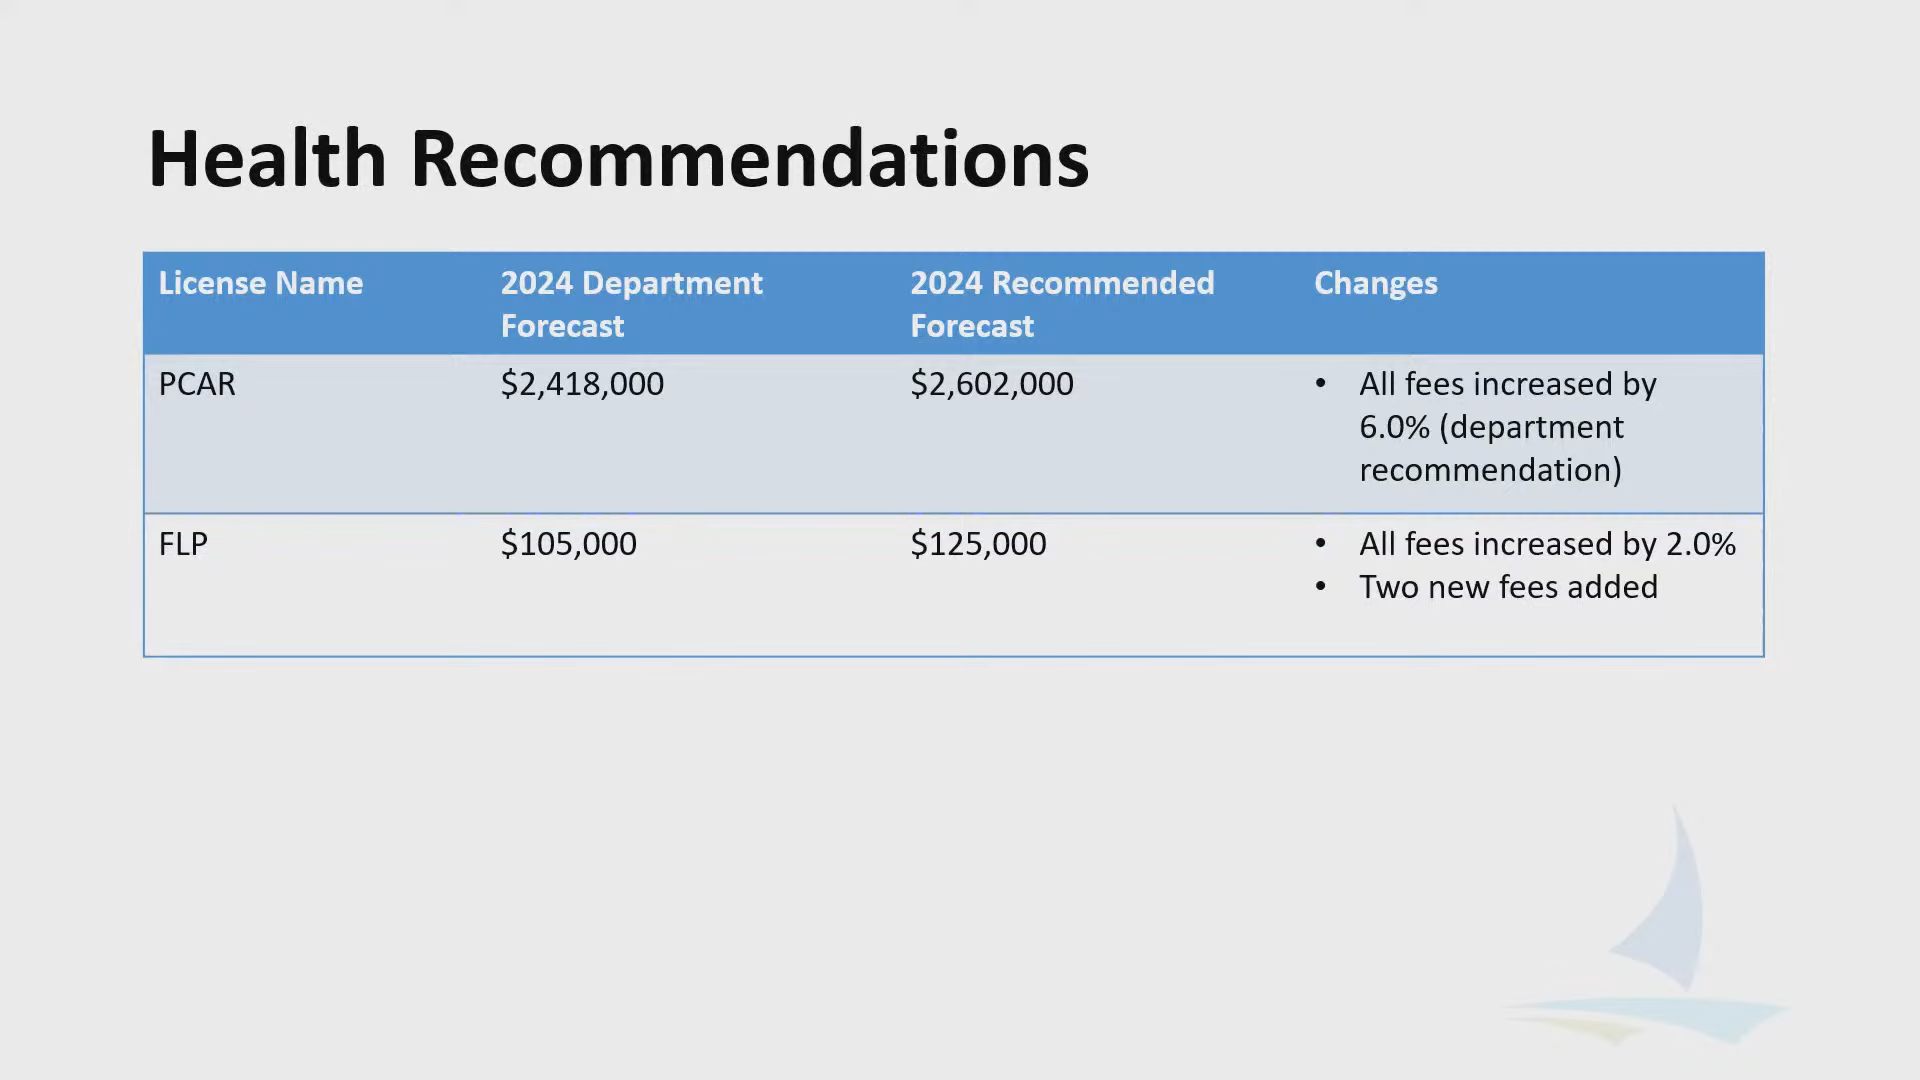 Health Recommendations
License Name
2024 Department
Forecast
2024 Recommended
Forecast
Changes
PCAR
$2,418,000
$2,602,000
• All fees increased by
6.0% (department
recommendation)
FLP
$105,000
$125,000
• All fees increased by 2.0%
• Two new fees added